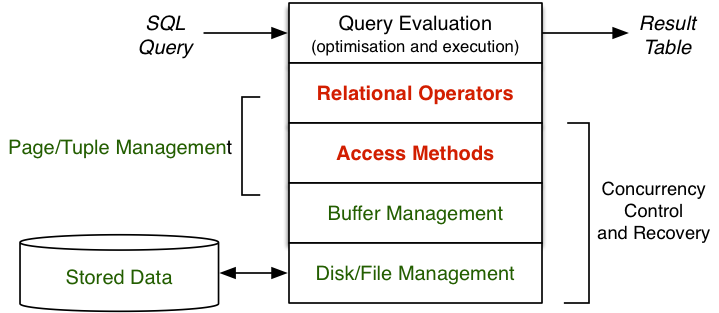 SQL
Query
Query Evaluation
(optimisation and execution)
Result
Table
Relational Operators
Page/Tuple Management
Access Methods
Concurrency
Control
and Recovery
Buffer Management
Stored Data
Disk/File Management